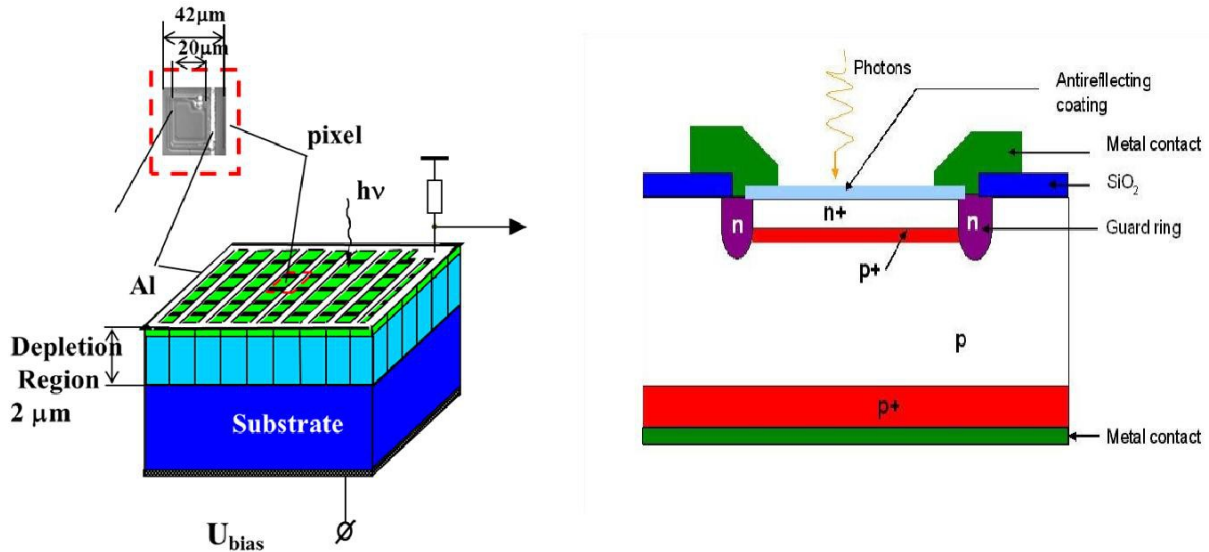 42μm
20μm
pixel
hν
Al
Depletion
Region
2 μm
Substrate
U_bias
Photons
Antireflecting
coating
Metal contact
SiO₂
Guard ring
n+
n
n
p+
p
p+
Metal contact